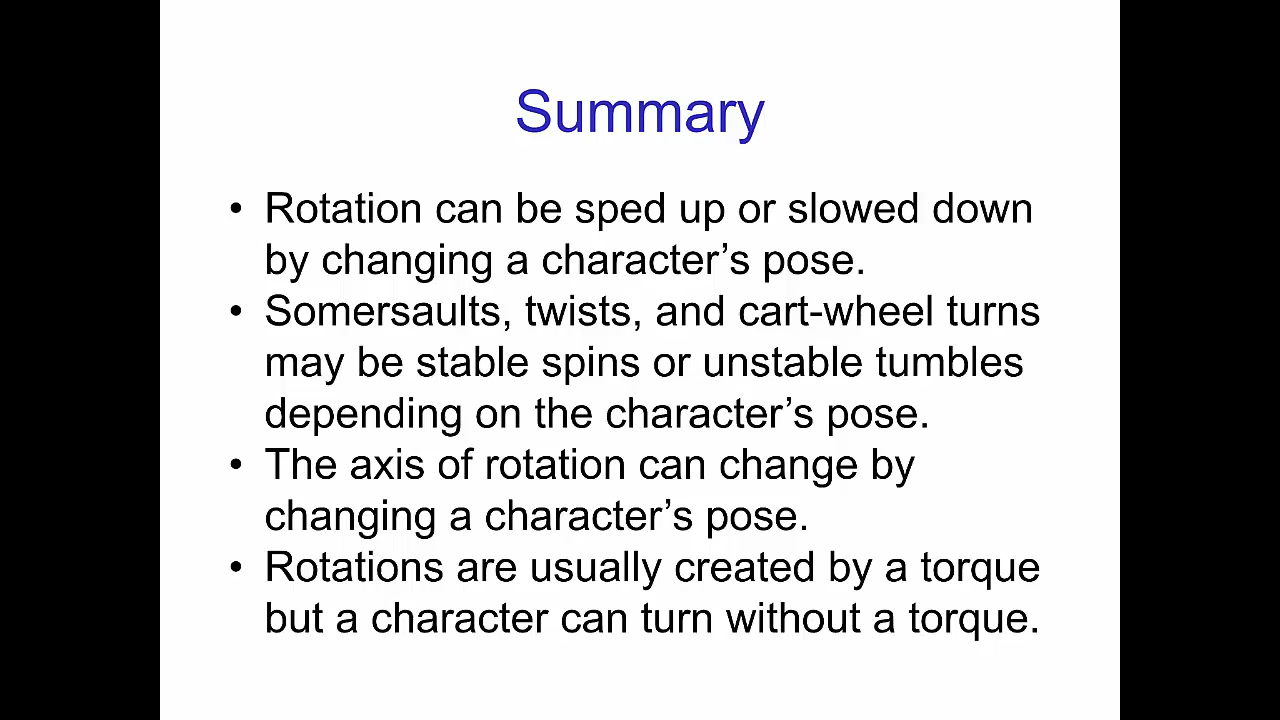 Summary
• Rotation can be sped up or slowed down
by changing a character’s pose.
• Somersaults, twists, and cart-wheel turns
may be stable spins or unstable tumbles
depending on the character’s pose.
• The axis of rotation can change by
changing a character’s pose.
• Rotations are usually created by a torque
but a character can turn without a torque.